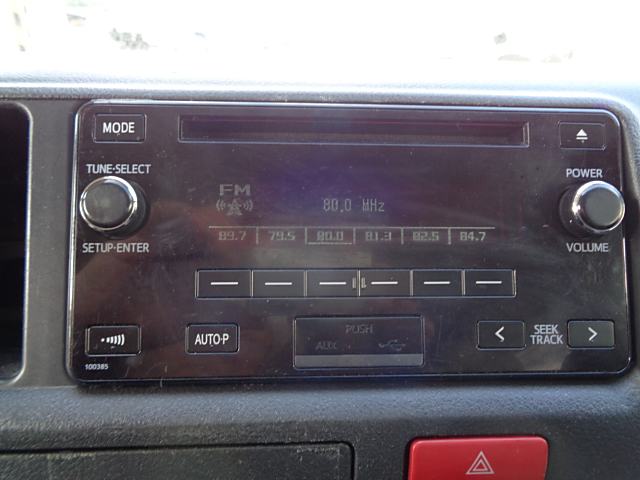 MODE
TUNE·SELECT
POWER
FM
80.0 MHz
SETUP·ENTER
VOLUME
89.7 79.5 80.0 81.3 82.5 84.7
AUTO·P
PUSH
AUX
SEEK
TRACK
100385